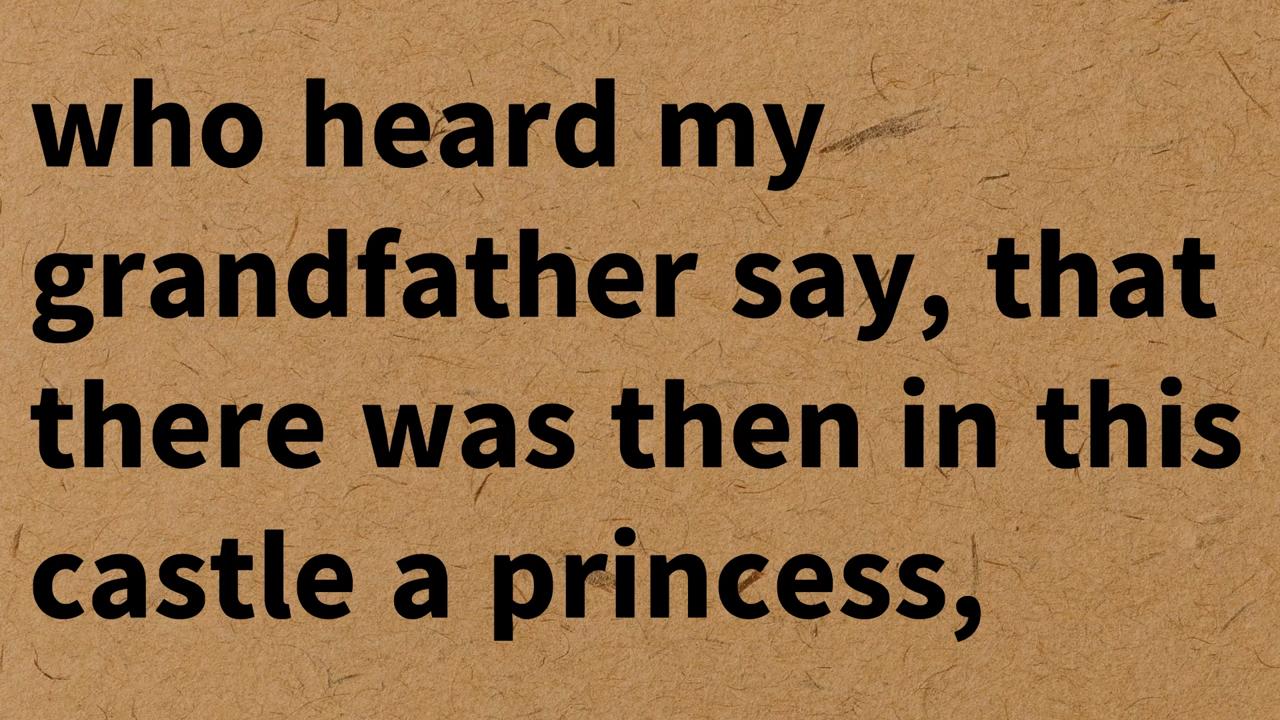 who heard my
grandfather say, that
there was then in this
castle a princess,